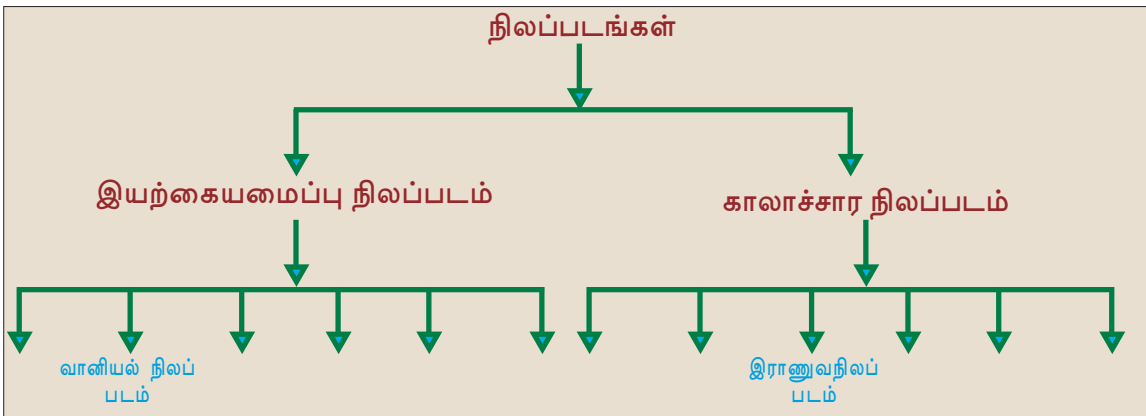 நிலப்படங்கள்
இயற்கையமைப்பு நிலப்படம்
காலாச்சார நிலப்படம்
வானியல் நிலப்
படம்
இராணுவநிலப்
படம்